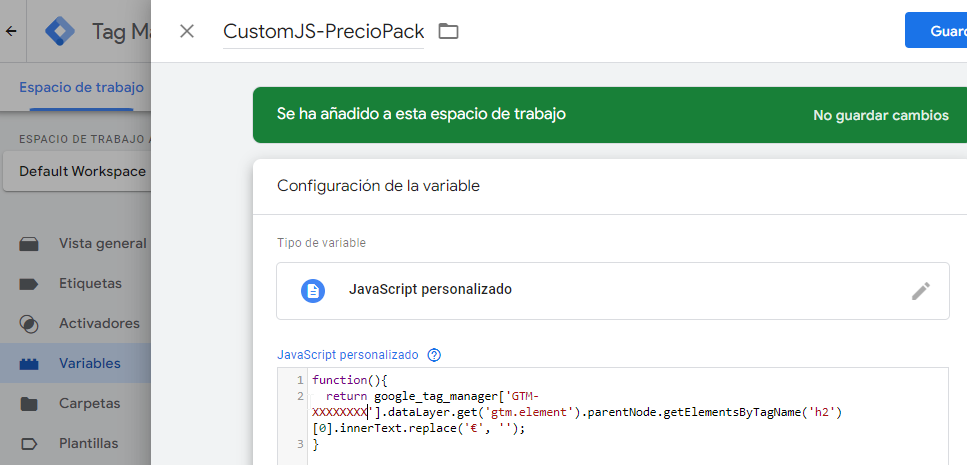 Tag Ma
CustomJS-PrecioPack
Guard
Espacio de trabajo
Se ha añadido a esta espacio de trabajo
No guardar cambios
ESPACIO DE TRABAJO A
Default Workspace
Configuración de la variable
Vista general
Tipo de variable
Etiquetas
JavaScript personalizado
Activadores
Variables
JavaScript personalizado
Carpetas
1 function(){
2 return google_tag_manager['GTM-
XXXXXXXX'].dataLayer.get('gtm.element').parentNode.getElementsByTagName('h2')
[0].innerText.replace('€', '');
3 }
Plantillas